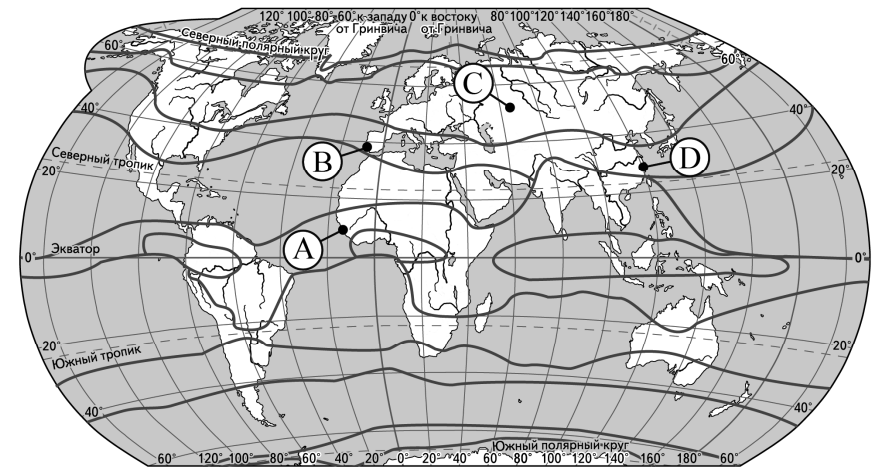 120° 100° 80° 60° к западу 0° к востоку 80° 100° 120° 140° 160° 180°
от Гринвича от Гринвича
Северный полярный круг
60° 60°
C
40° 40°
B D
Северный тропик
20° 20°
A
Экватор
0° 0°
20° 20°
Южный тропик
40° 40°
Южный полярный круг
60° 120° 100° 80° 60° 40° 20° 0° 20° 40° 60° 80° 100° 120° 140° 160° 180° 60°